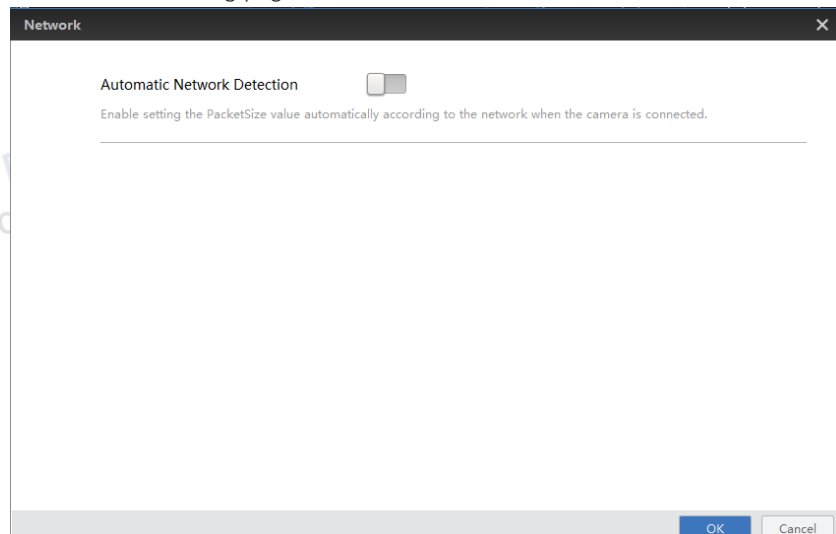 Network
Automatic Network Detection
Enable setting the PacketSize value automatically according to the network when the camera is connected.
OK
Cancel